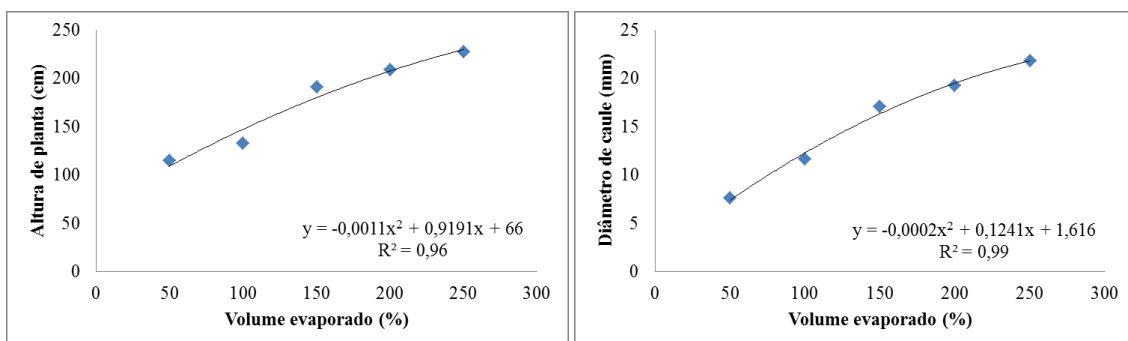 250
200
150
100
50
0
Altura de planta (cm)
y = -0,0011x² + 0,9191x + 66
R² = 0,96
0 50 100 150 200 250 300
Volume evaporado (%)
25
20
15
10
5
0
Diâmetro de caule (mm)
y = -0,0002x² + 0,1241x + 1,616
R² = 0,99
0 50 100 150 200 250 300
Volume evaporado (%)